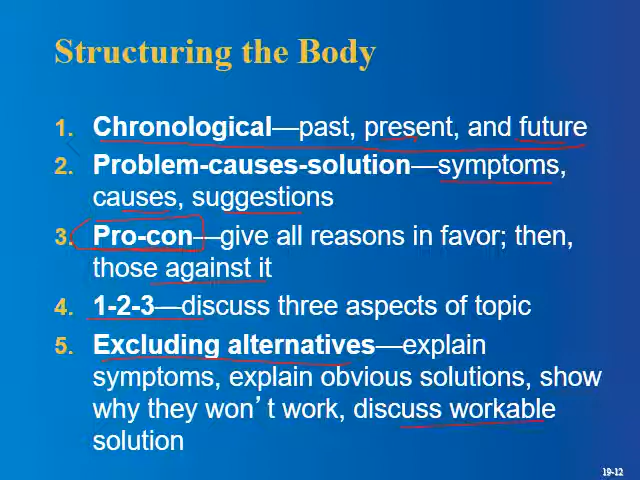 Structuring the Body
1. Chronological—past, present, and future
2. Problem-causes-solution—symptoms,
causes, suggestions
3. Pro-con—give all reasons in favor; then,
those against it
4. 1-2-3—discuss three aspects of topic
5. Excluding alternatives—explain
symptoms, explain obvious solutions, show
why they won’t work, discuss workable
solution
19-12